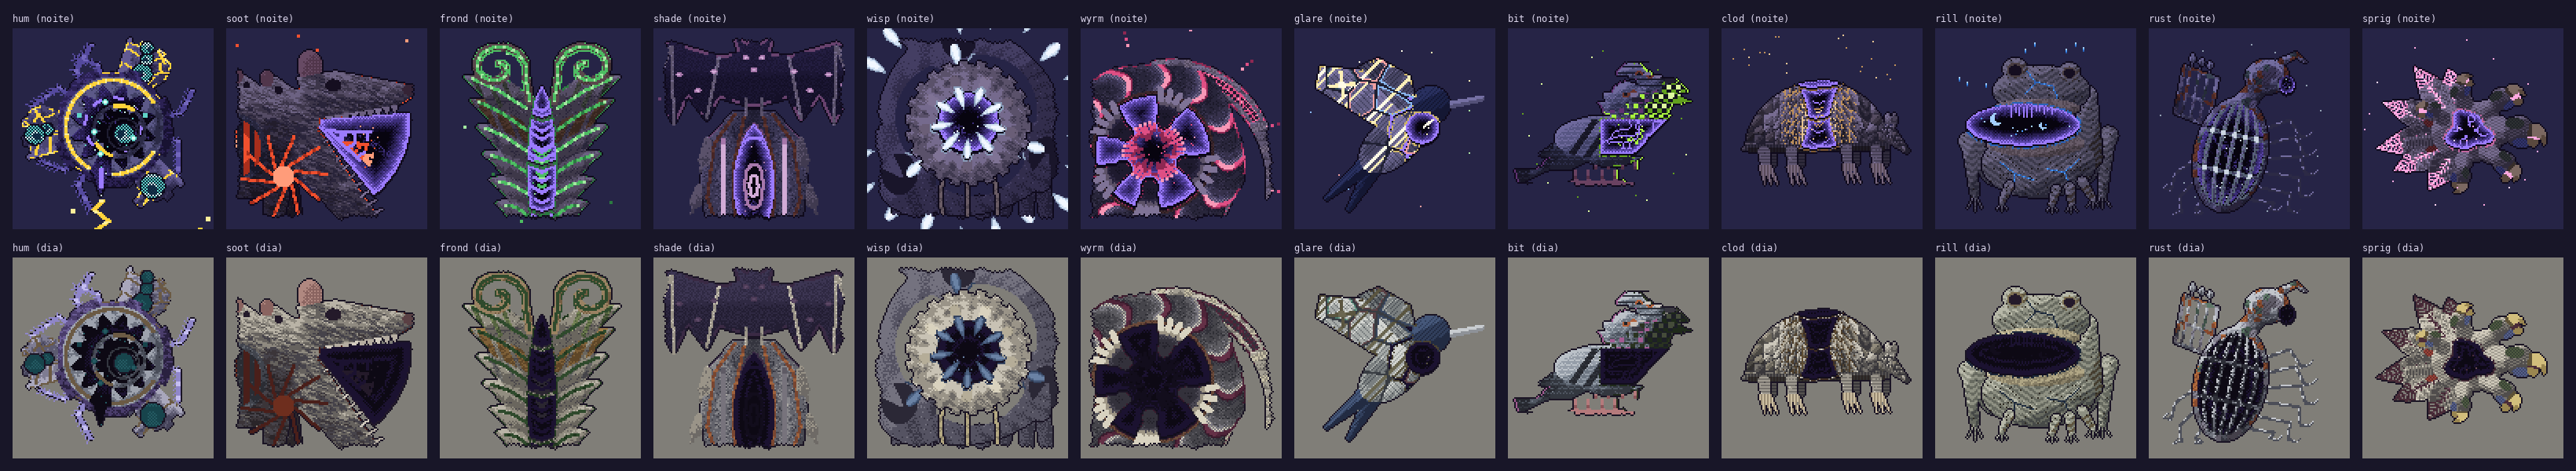 hum (noite) soot (noite) frond (noite) shade (noite) wisp (noite) wyrm (noite) glare (noite) bit (noite) clod (noite) rill (noite) rust (noite) sprig (noite)
hum (dia) soot (dia) frond (dia) shade (dia) wisp (dia) wyrm (dia) glare (dia) bit (dia) clod (dia) rill (dia) rust (dia) sprig (dia)